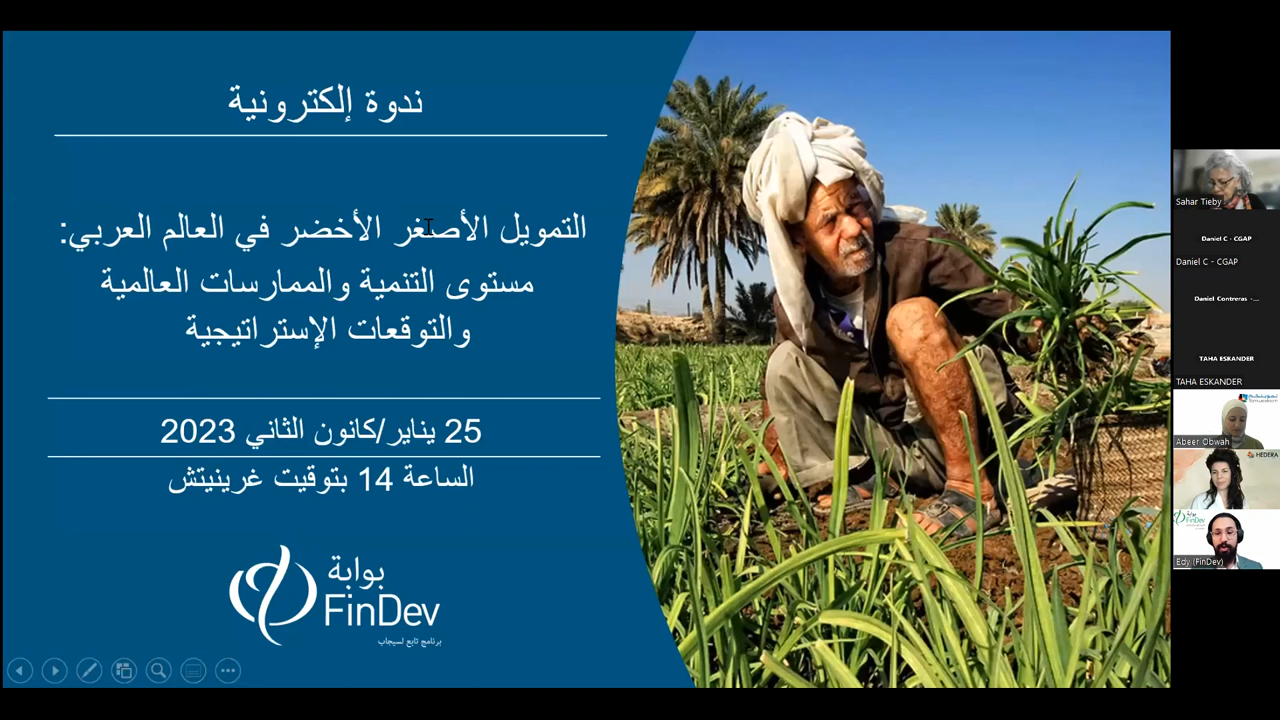 ندوة إلكترونية
التمويل الأصغر الأخضر في العالم العربي:
مستوى التنمية والممارسات العالمية
والتوقعات الإستراتيجية
25 يناير/كانون الثاني 2023
الساعة 14 بتوقيت غرينيتش
بوابة
FinDev
برنامج تابع لسيجاب
Sahar Tieby
Daniel C - CGAP
Daniel C - CGAP
Daniel Contreras -...
TAHA ESKANDER
TAHA ESKANDER
Abeer Obwah
HEDERA
بوابة
FinDev
Edy (FinDev)